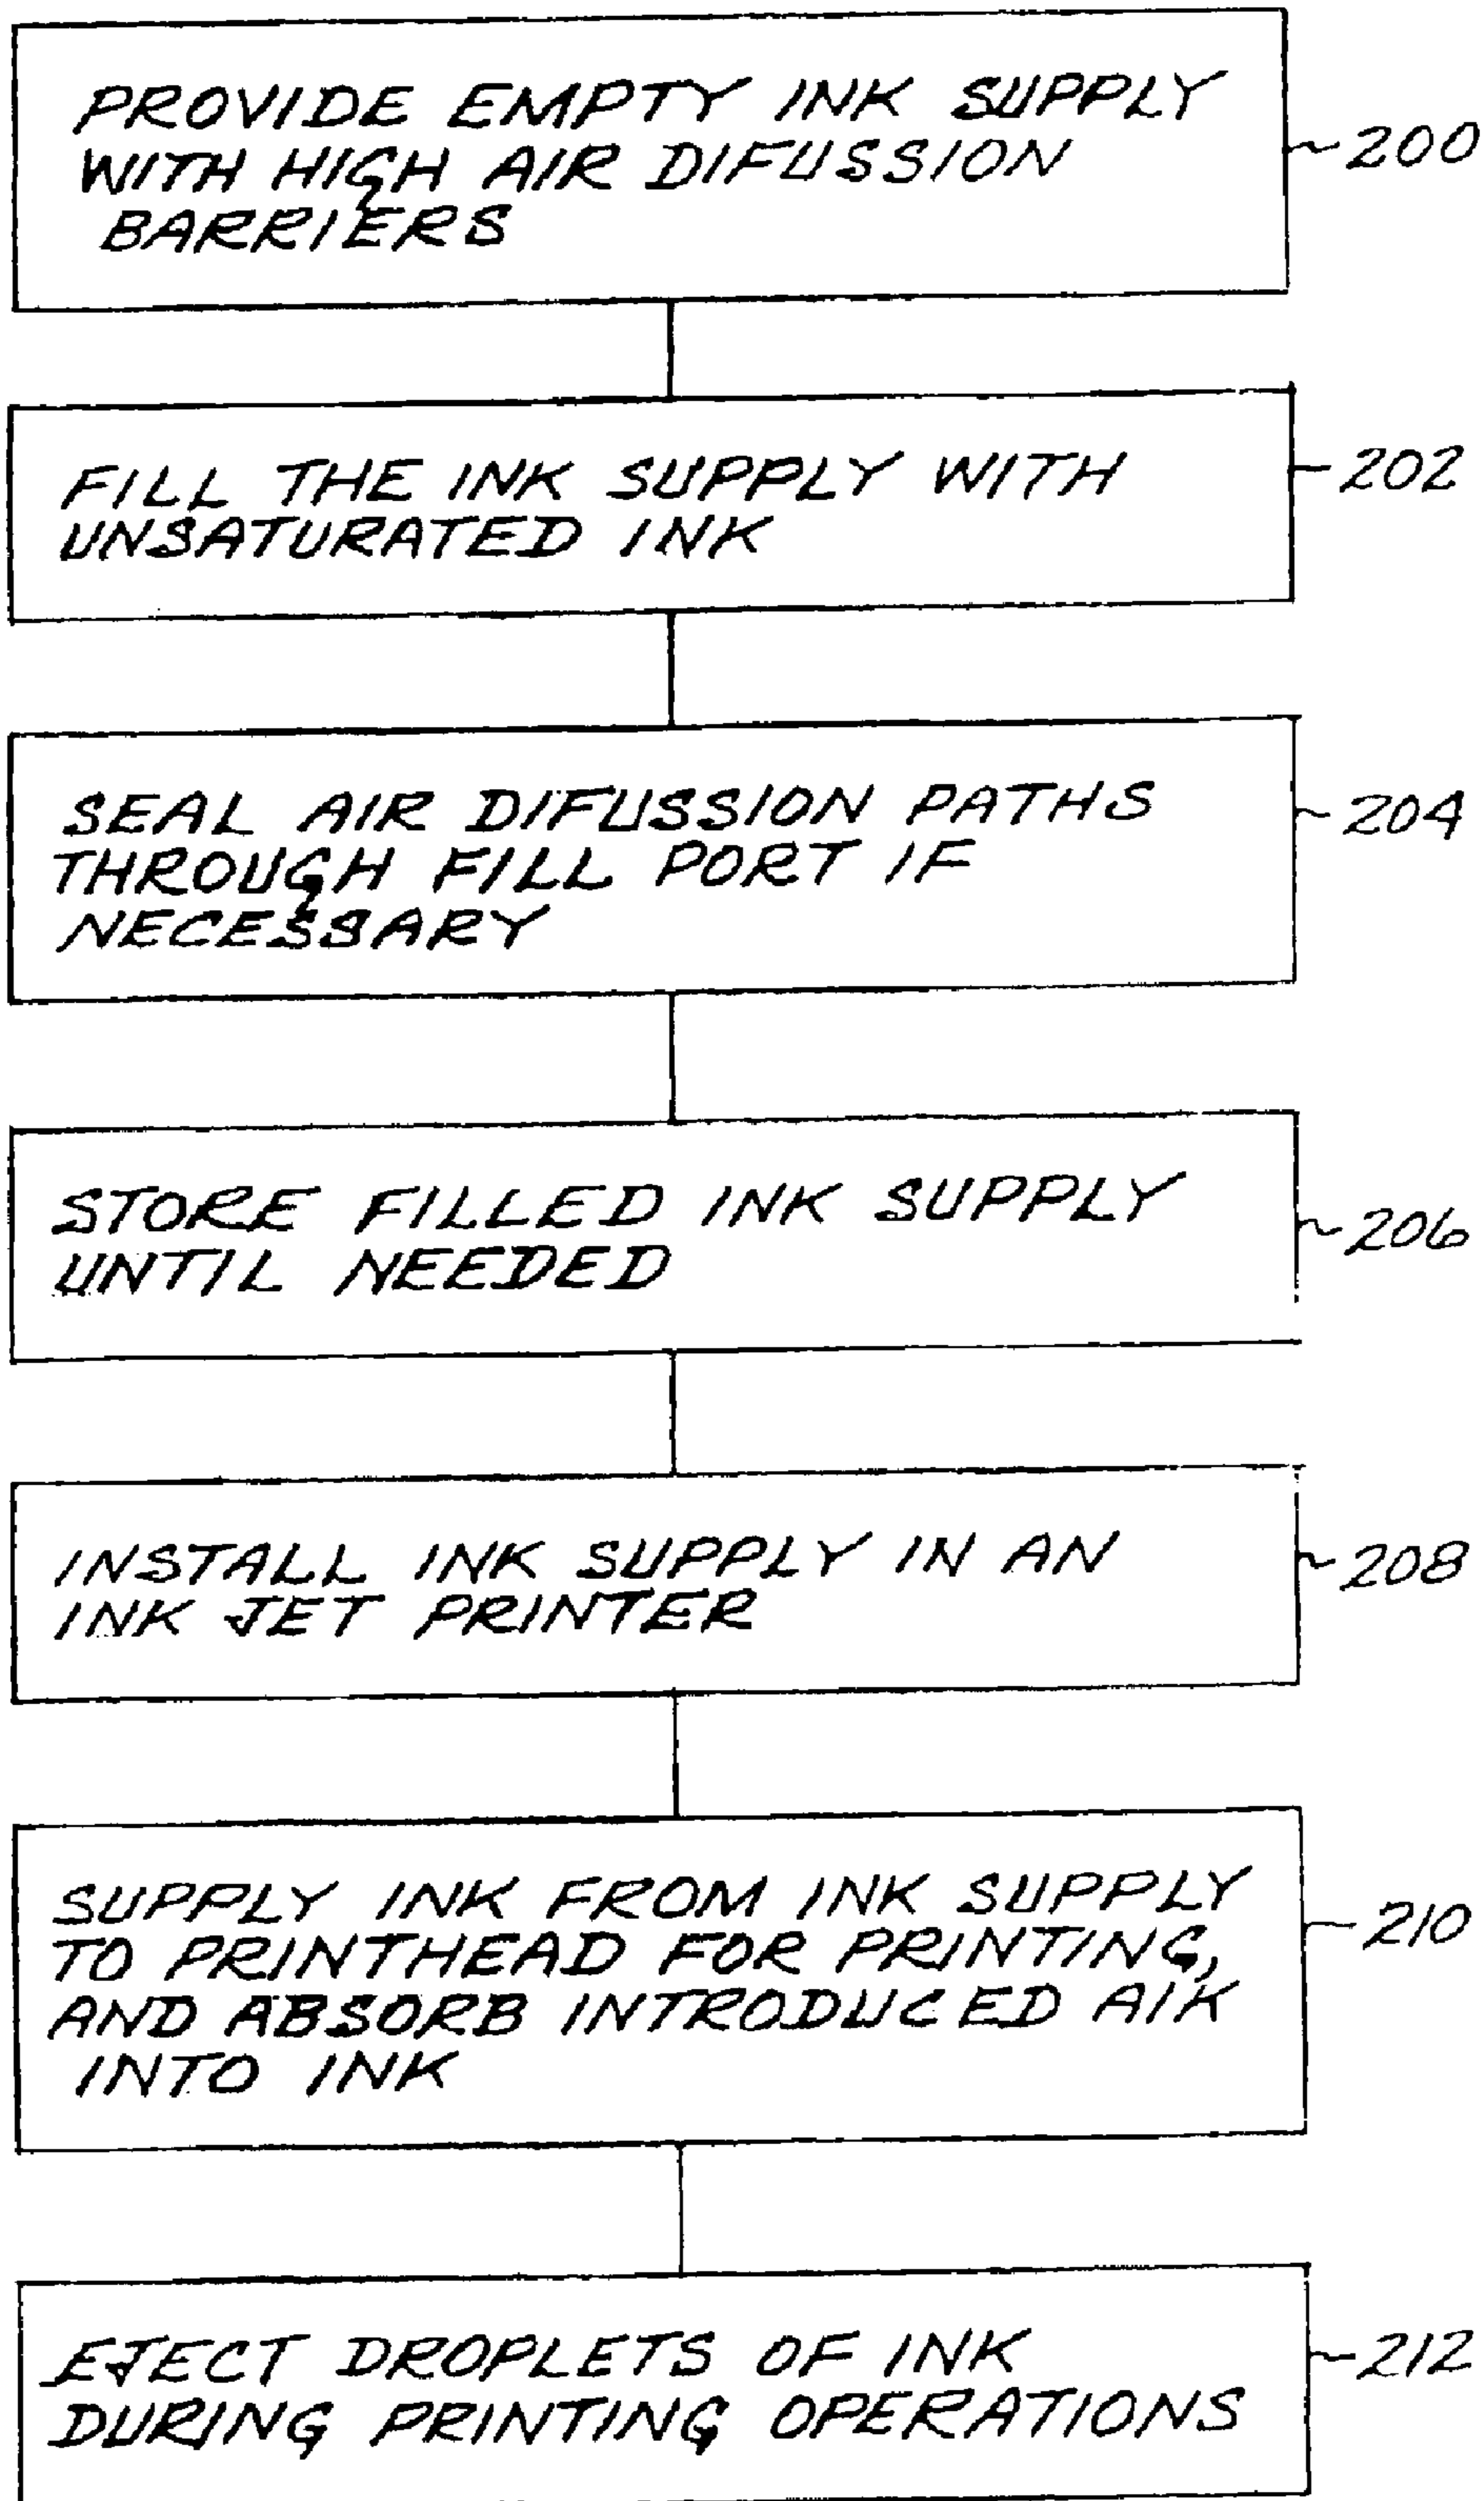 PROVIDE EMPTY INK SUPPLY
WITH HIGH AIR DIFUSSION
BARRIERS
200
FILL THE INK SUPPLY WITH
UNSATURATED INK
202
SEAL AIR DIFUSSION PATHS
THROUGH FILL PORT IF
NECESSARY
204
STORE FILLED INK SUPPLY
UNTIL NEEDED
206
INSTALL INK SUPPLY IN AN
INK JET PRINTER
208
SUPPLY INK FROM INK SUPPLY
TO PRINTHEAD FOR PRINTING,
AND ABSORB INTRODUCED AIR
INTO INK
210
EJECT DROPLETS OF INK
DURING PRINTING OPERATIONS
212